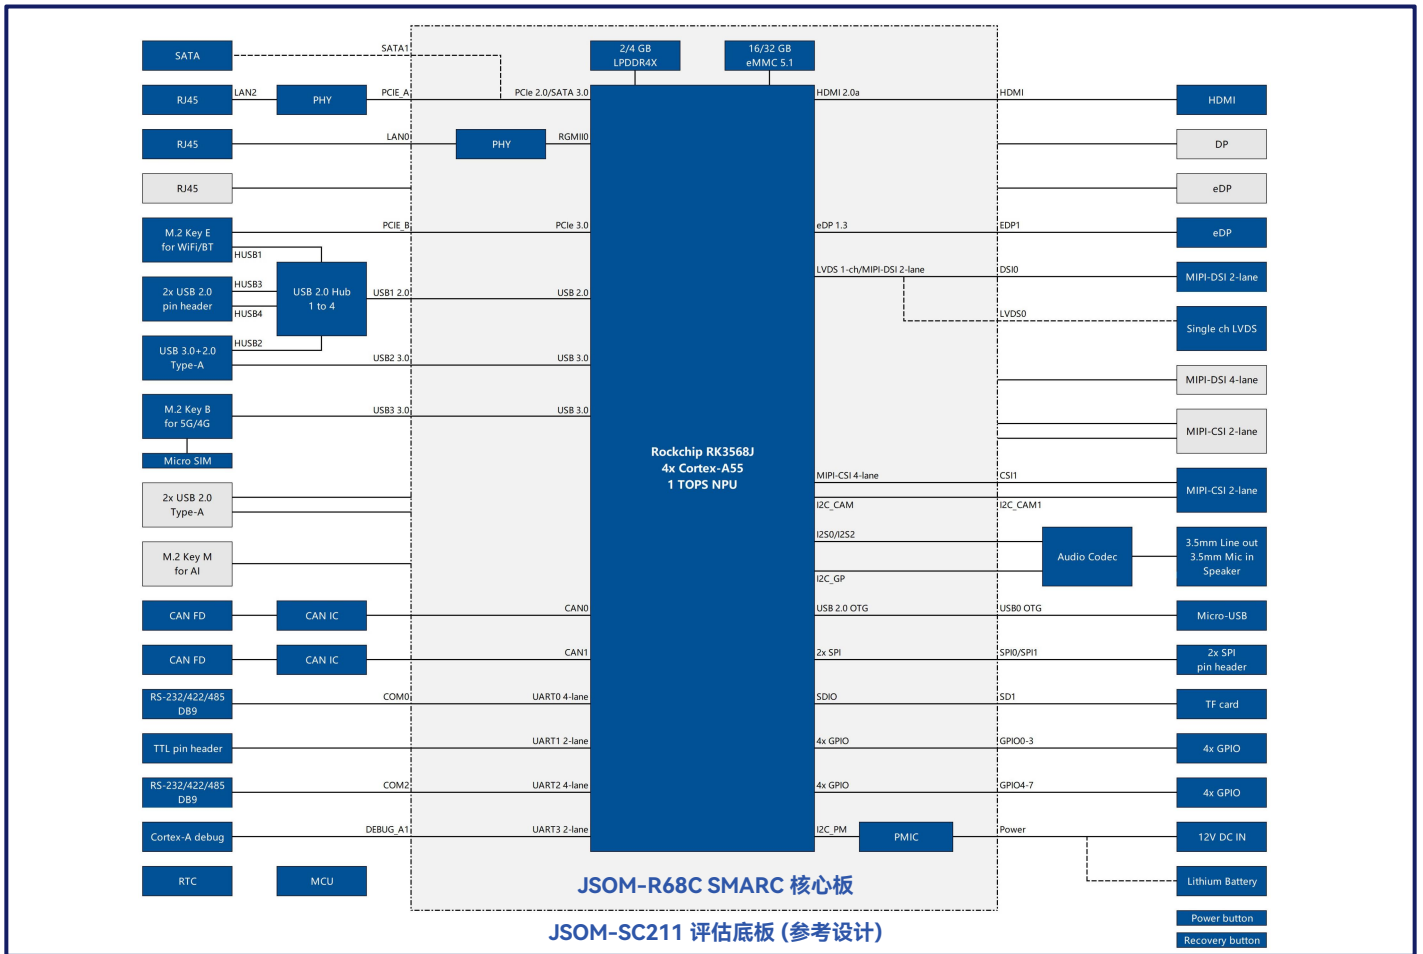 SATA
SATA1
2/4 GB
LPDDR4X
16/32 GB
eMMC 5.1
RJ45
LAN2
PHY
PCIE_A
PCIe 2.0/SATA 3.0
HDMI 2.0a
HDMI
HDMI
RJ45
LAN0
PHY
RGMII0
DP
RJ45
eDP
M.2 Key E
for WiFi/BT
PCIE_B
PCIe 3.0
eDP 1.3
EDP1
eDP
HUSB1
2x USB 2.0
pin header
HUSB3
HUSB4
USB 2.0 Hub
1 to 4
USB1 2.0
USB 2.0
LVDS 1-ch/MIPI-DSI 2-lane
DSI0
MIPI-DSI 2-lane
LVDS0
Single ch LVDS
HUSB2
USB 3.0+2.0
Type-A
USB2 3.0
USB 3.0
MIPI-DSI 4-lane
M.2 Key B
for 5G/4G
USB3 3.0
USB 3.0
MIPI-CSI 2-lane
Micro SIM
Rockchip RK3568J
4x Cortex-A55
1 TOPS NPU
2x USB 2.0
Type-A
MIPI-CSI 4-lane
CSI1
I2C_CAM
I2C_CAM1
MIPI-CSI 2-lane
M.2 Key M
for AI
I2S0/I2S2
I2C_GP
Audio Codec
3.5mm Line out
3.5mm Mic in
Speaker
CAN FD
CAN IC
CAN0
USB 2.0 OTG
USB0 OTG
Micro-USB
CAN FD
CAN IC
CAN1
2x SPI
SPI0/SPI1
2x SPI
pin header
RS-232/422/485
DB9
COM0
UART0 4-lane
SDIO
SD1
TF card
TTL pin header
UART1 2-lane
4x GPIO
GPIO0-3
4x GPIO
RS-232/422/485
DB9
COM2
UART2 4-lane
4x GPIO
GPIO4-7
4x GPIO
Cortex-A debug
DEBUG_A1
UART3 2-lane
I2C_PM
PMIC
Power
12V DC IN
RTC
MCU
JSOM-R68C SMARC 核心板
Lithium Battery
JSOM-SC211 评估底板 (参考设计)
Power button
Recovery button